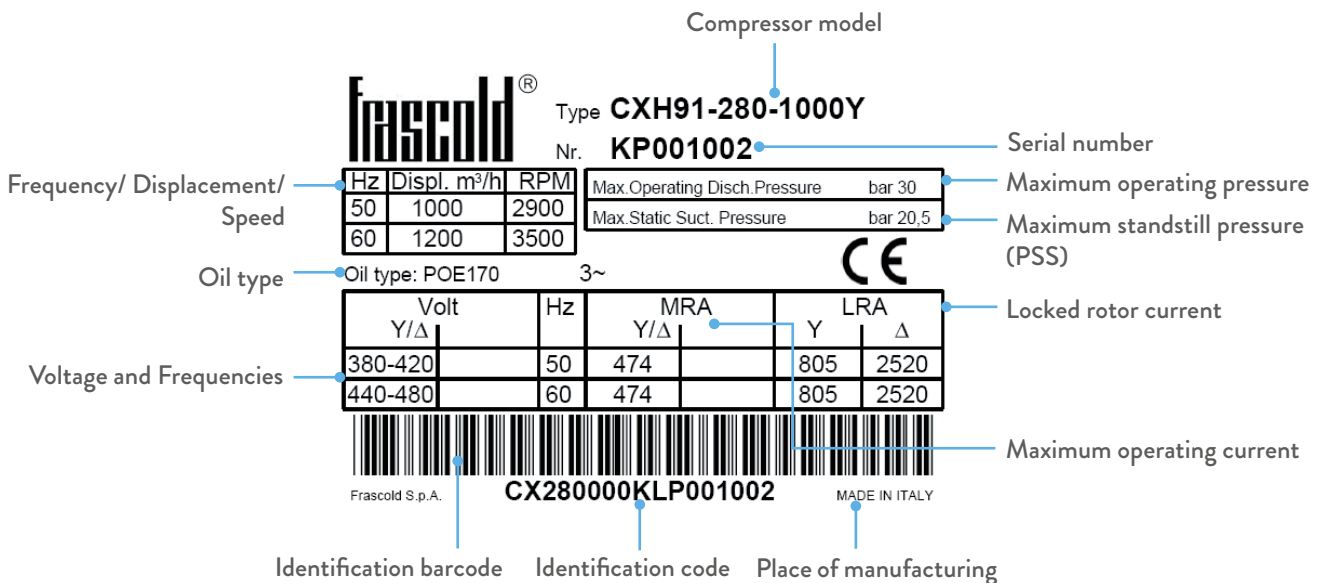 Compressor model
frascold®
Type CXH91-280-1000Y
Nr. KP001002
Serial number
Frequency/ Displacement/
Speed
Hz Displ. m³/h RPM
50 1000 2900
60 1200 3500
Max.Operating Disch.Pressure bar 30
Max.Static Suct. Pressure bar 20,5
Maximum operating pressure
Maximum standstill pressure
(PSS)
CE
Oil type
Oil type: POE170 3~
Volt Hz MRA LRA
Y/Δ Y/Δ Y Δ
380-420 50 474 805 2520
440-480 60 474 805 2520
Locked rotor current
Voltage and Frequencies
Maximum operating current
Frascold S.p.A. CX280000KLP001002 MADE IN ITALY
Identification barcode Identification code Place of manufacturing